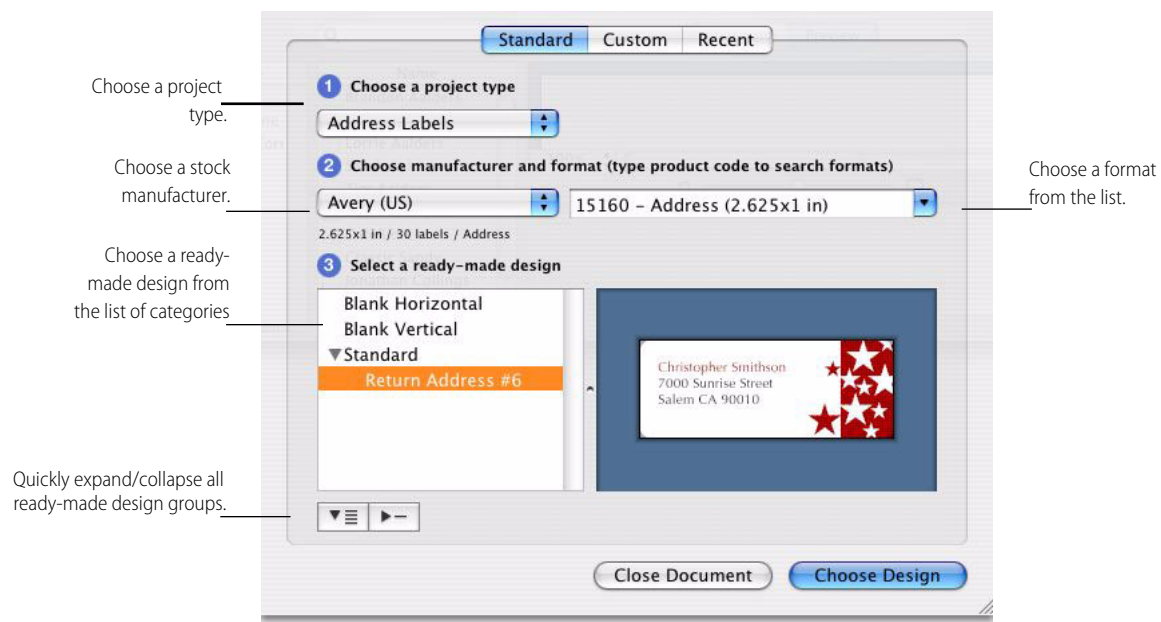 Standard Custom Recent
Choose a project
type.
1 Choose a project type
Address Labels
Choose a stock
manufacturer.
2 Choose manufacturer and format (type product code to search formats)
Avery (US)
15160 – Address (2.625x1 in)
Choose a format
from the list.
2.625x1 in / 30 labels / Address
Choose a ready-
made design from
the list of categories
3 Select a ready-made design
Blank Horizontal
Blank Vertical
Standard
Return Address #6
Christopher Smithson
7000 Sunrise Street
Salem CA 90010
Quickly expand/collapse all
ready-made design groups.
Close Document
Choose Design